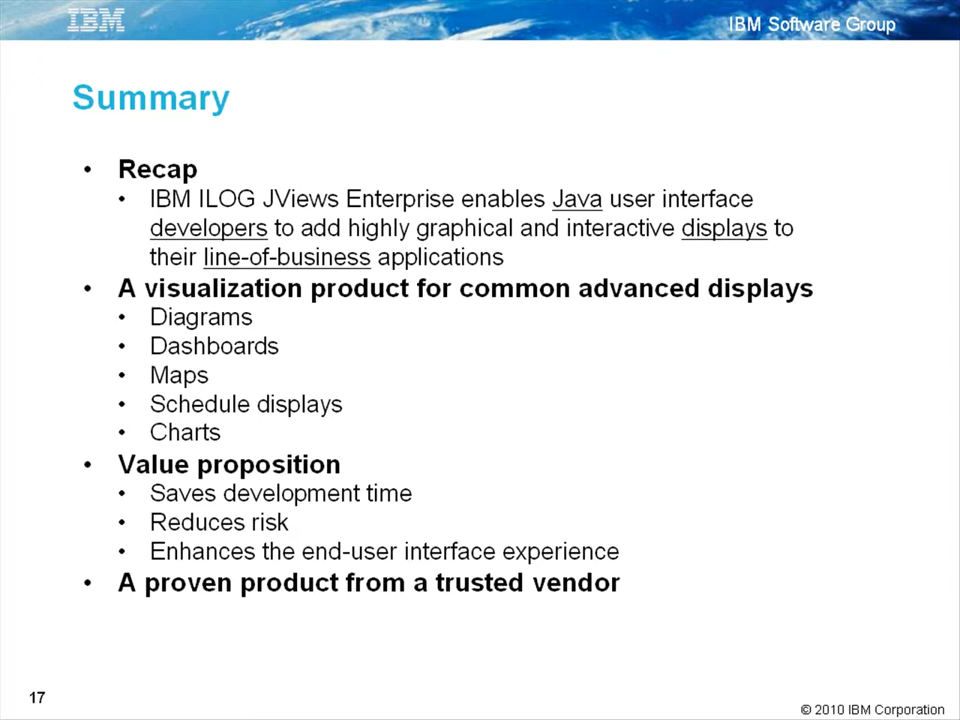 IBM
IBM Software Group
Summary
• Recap
• IBM ILOG JViews Enterprise enables Java user interface
developers to add highly graphical and interactive displays to
their line-of-business applications
• A visualization product for common advanced displays
• Diagrams
• Dashboards
• Maps
• Schedule displays
• Charts
• Value proposition
• Saves development time
• Reduces risk
• Enhances the end-user interface experience
• A proven product from a trusted vendor
17
© 2010 IBM Corporation